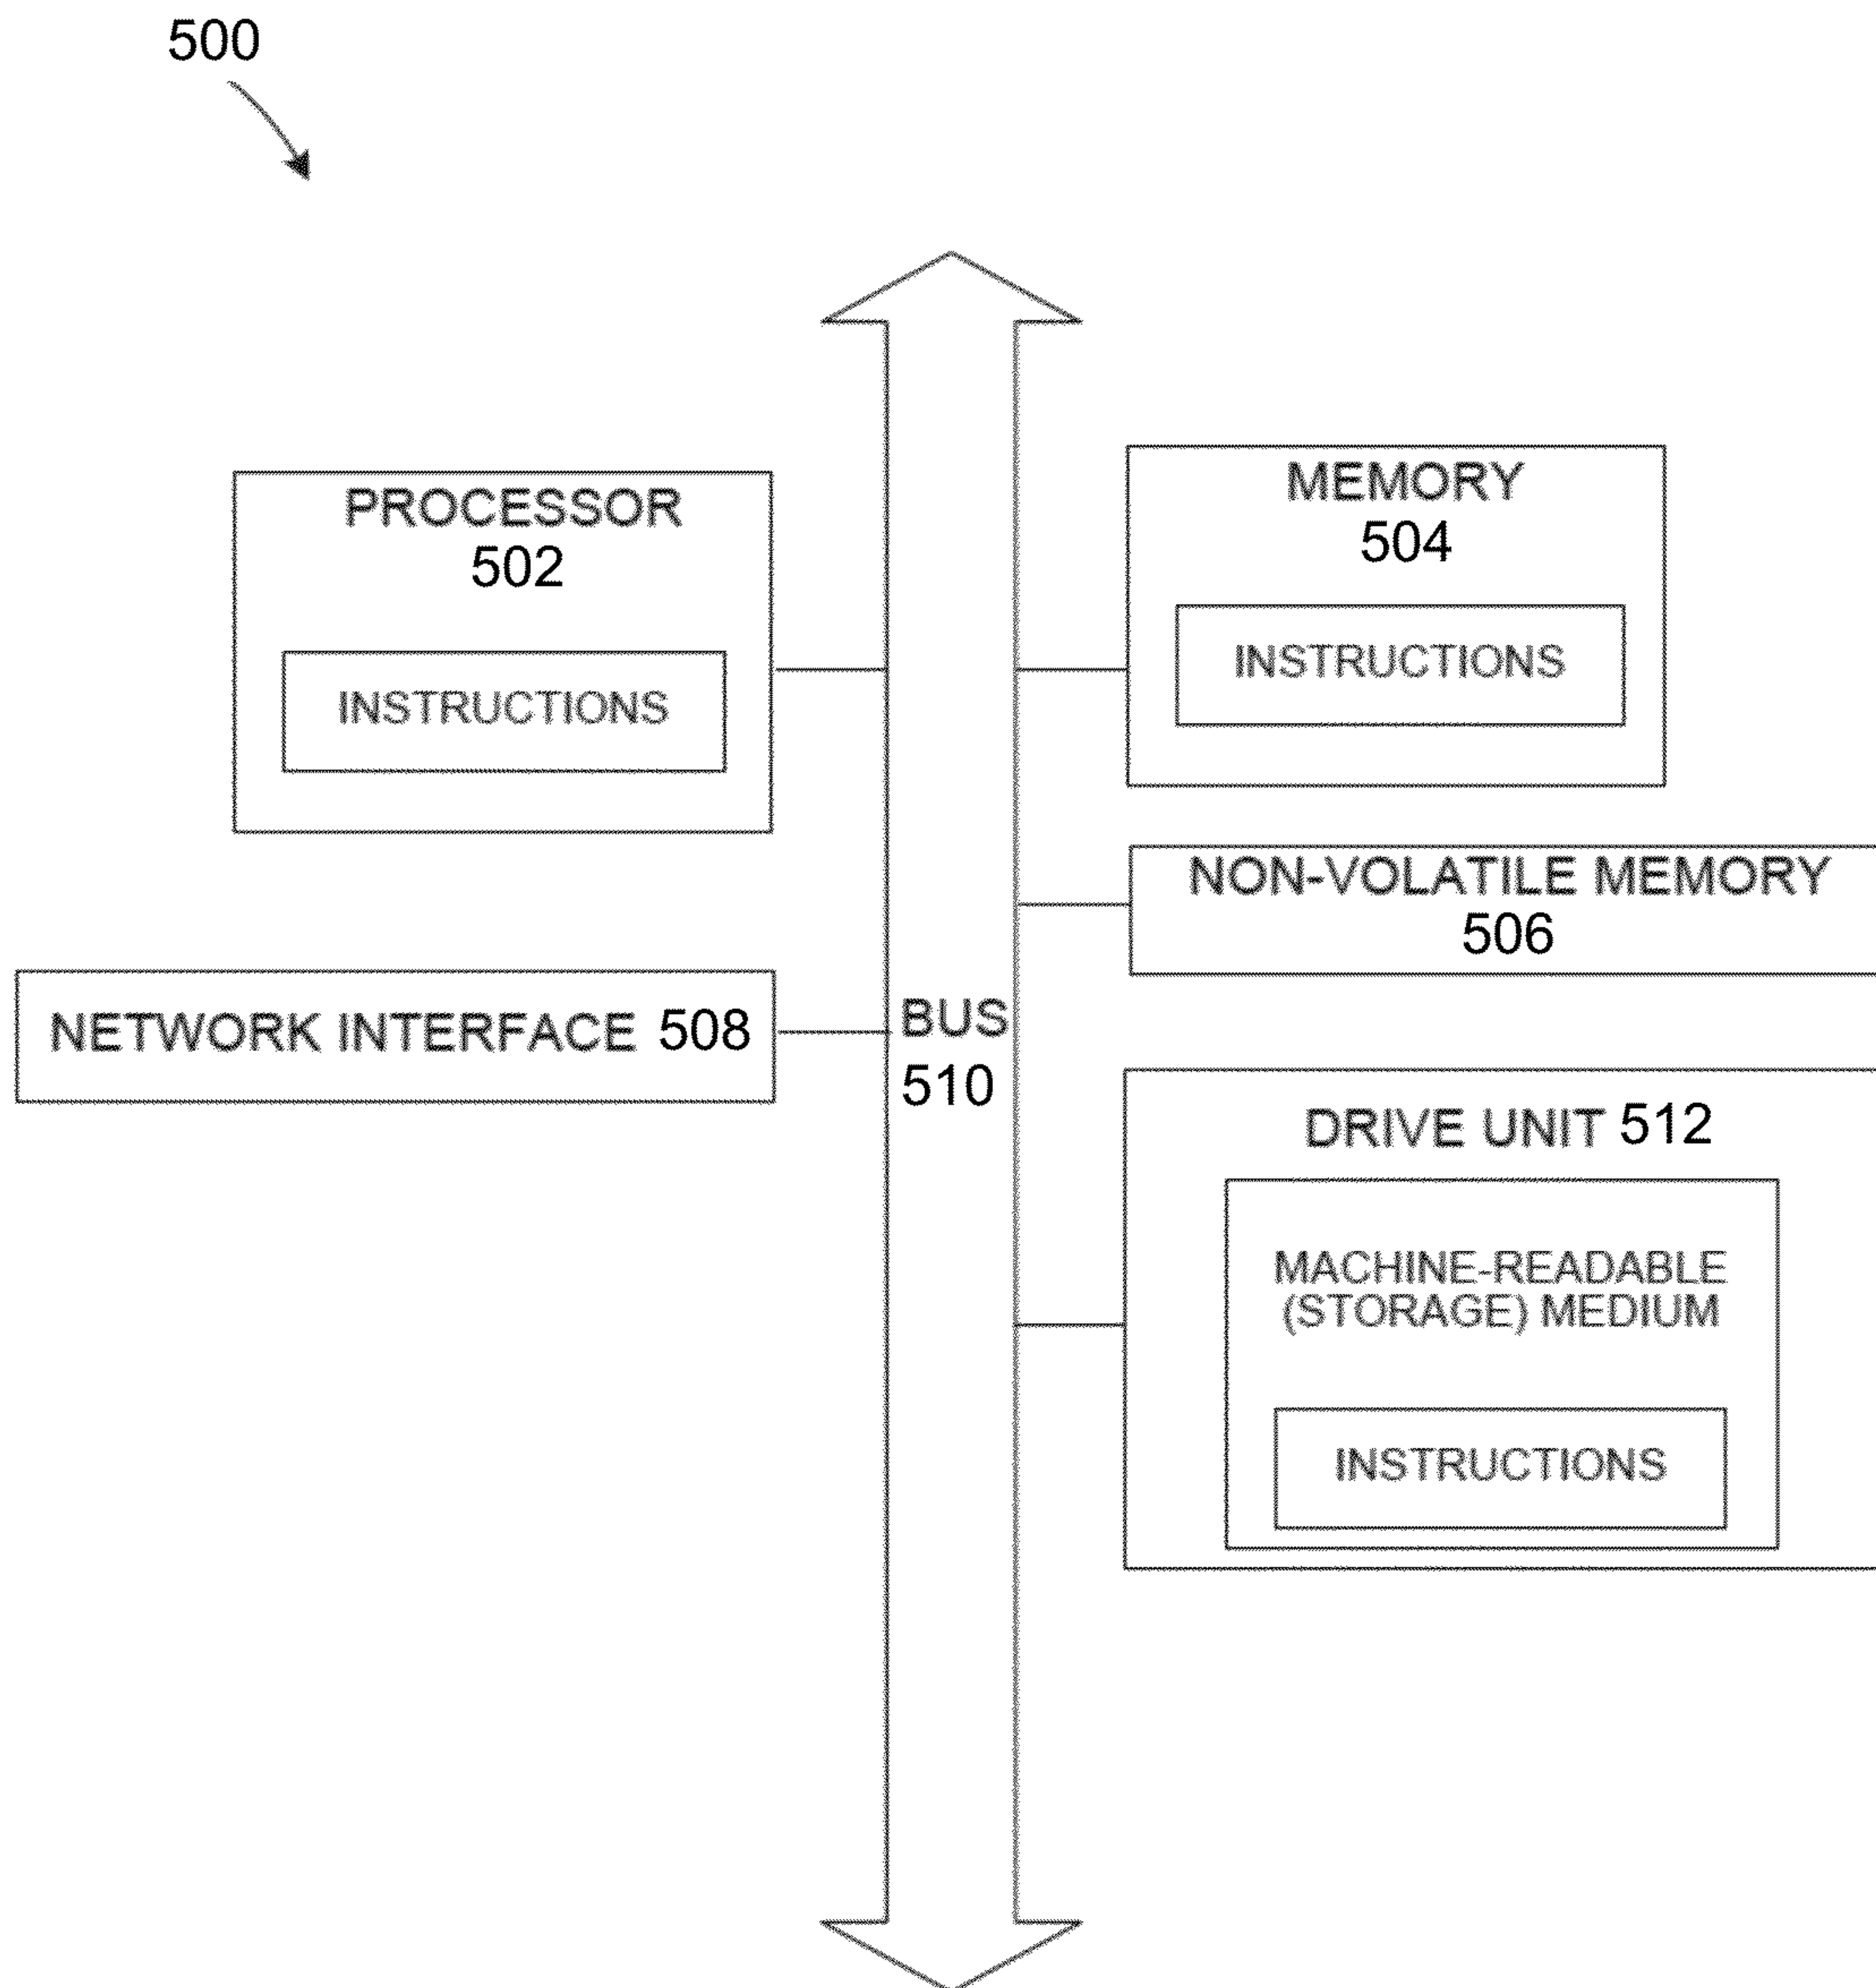 500
PROCESSOR
502
INSTRUCTIONS
MEMORY
504
INSTRUCTIONS
NON-VOLATILE MEMORY
506
NETWORK INTERFACE 508
BUS
510
DRIVE UNIT 512
MACHINE-READABLE
(STORAGE) MEDIUM
INSTRUCTIONS